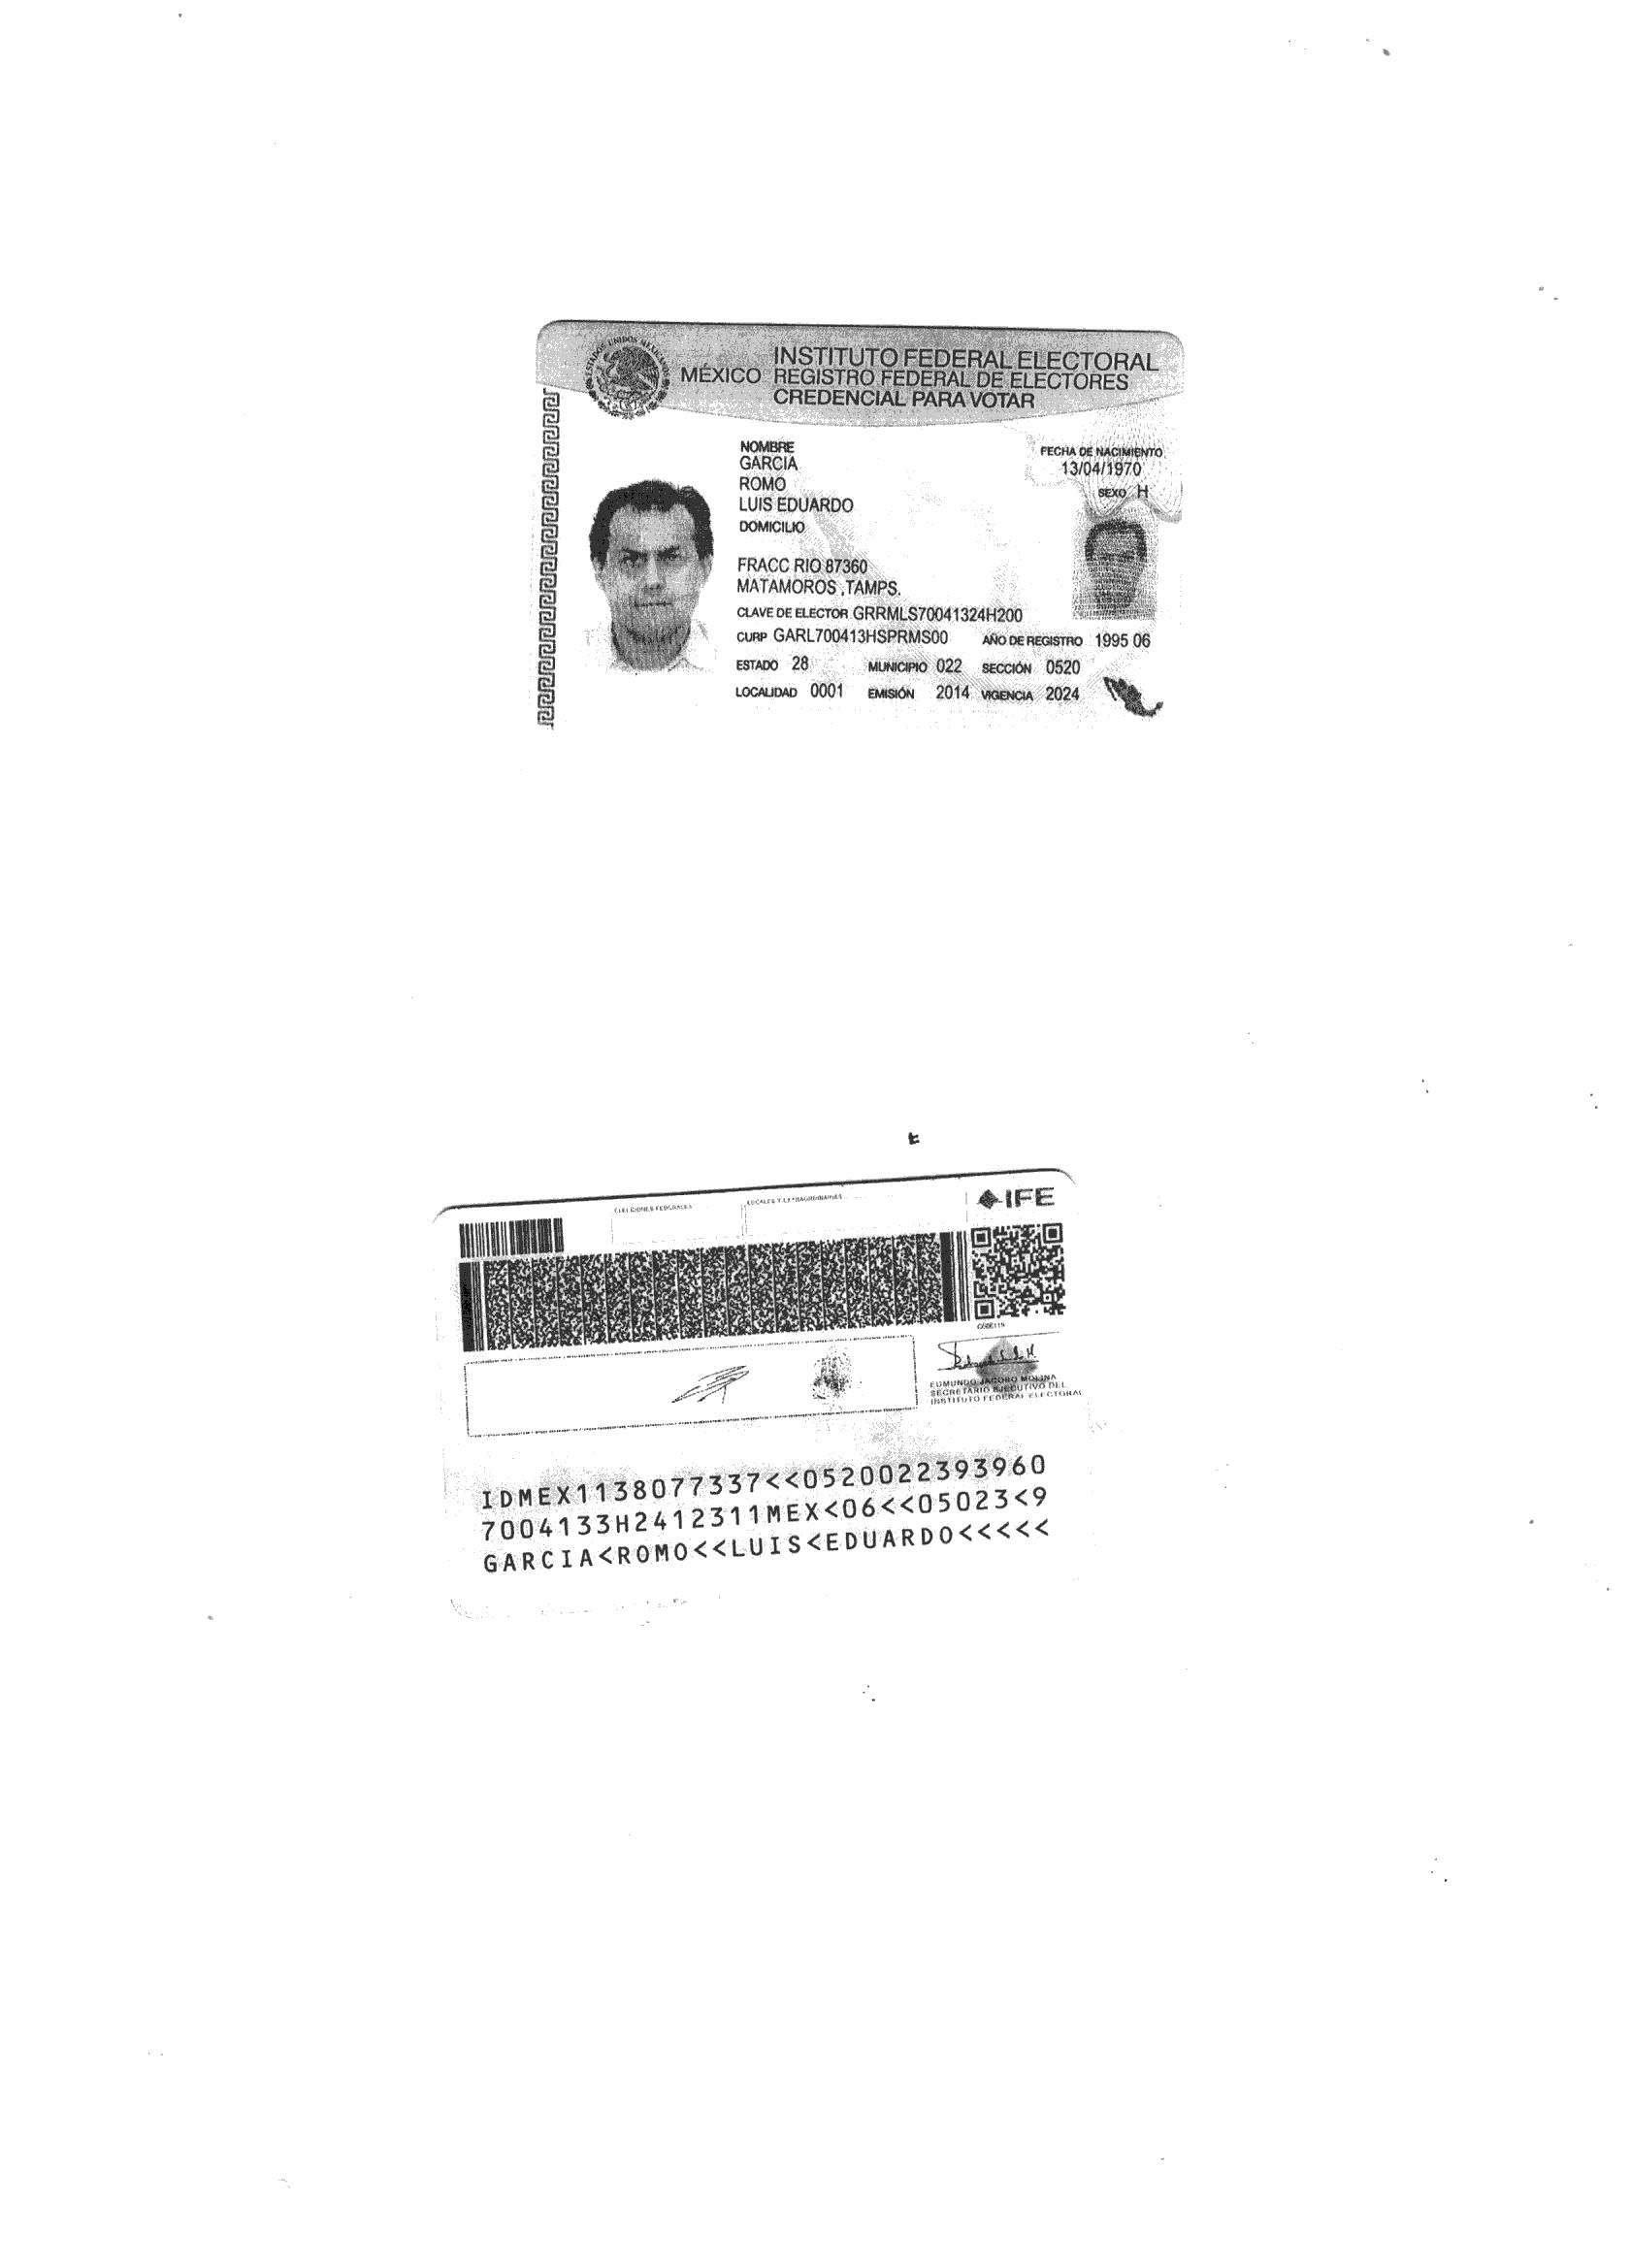 ESTADOS UNIDOS MEXICANOS
INSTITUTO FEDERAL ELECTORAL
MÉXICO REGISTRO FEDERAL DE ELECTORES
CREDENCIAL PARA VOTAR
NOMBRE
GARCIA
ROMO
LUIS EDUARDO
DOMICILIO
FECHA DE NACIMIENTO
13/04/1970
SEXO H
FRACC RIO 87360
MATAMOROS ,TAMPS.
CLAVE DE ELECTOR GRRMLS70041324H200
CURP GARL700413HSPRMS00 AÑO DE REGISTRO 1995 06
ESTADO 28 MUNICIPIO 022 SECCIÓN 0520
LOCALIDAD 0001 EMISIÓN 2014 VIGENCIA 2024
ELECCIONES FEDERALES LOCALES Y EXTRAORDINARIAS
IFE
EDMUNDO JACOBO MOLINA
SECRETARIO EJECUTIVO DEL
INSTITUTO FEDERAL ELECTORAL
IDMEX1138077337<<0520022393960
7004133H2412311MEX<06<<05023<9
GARCIA<ROMO<<LUIS<EDUARDO<<<<<